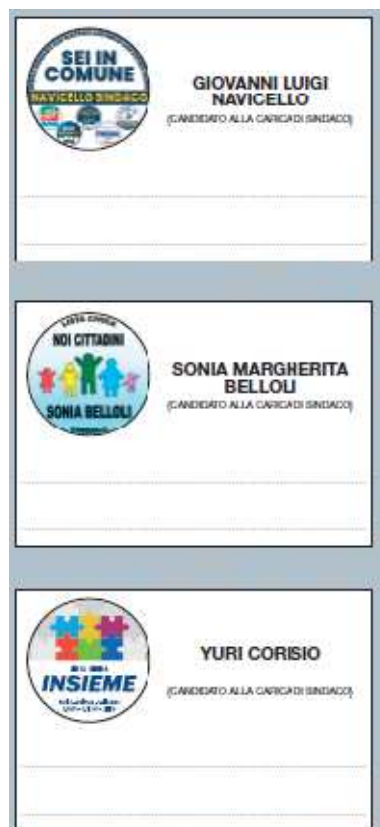 SEI IN
COMUNE
NAVICELLO SINDACO
GIOVANNI LUIGI
NAVICELLO
(CANDIDATO ALLA CARICA DI SINDACO)
LISTA CIVICA
NOI CITTADINI
SONIA BELLOLI
SONIA MARGHERITA
BELLOLI
(CANDIDATO ALLA CARICA DI SINDACO)
INSIEME
YURI CORISIO
(CANDIDATO ALLA CARICA DI SINDACO)